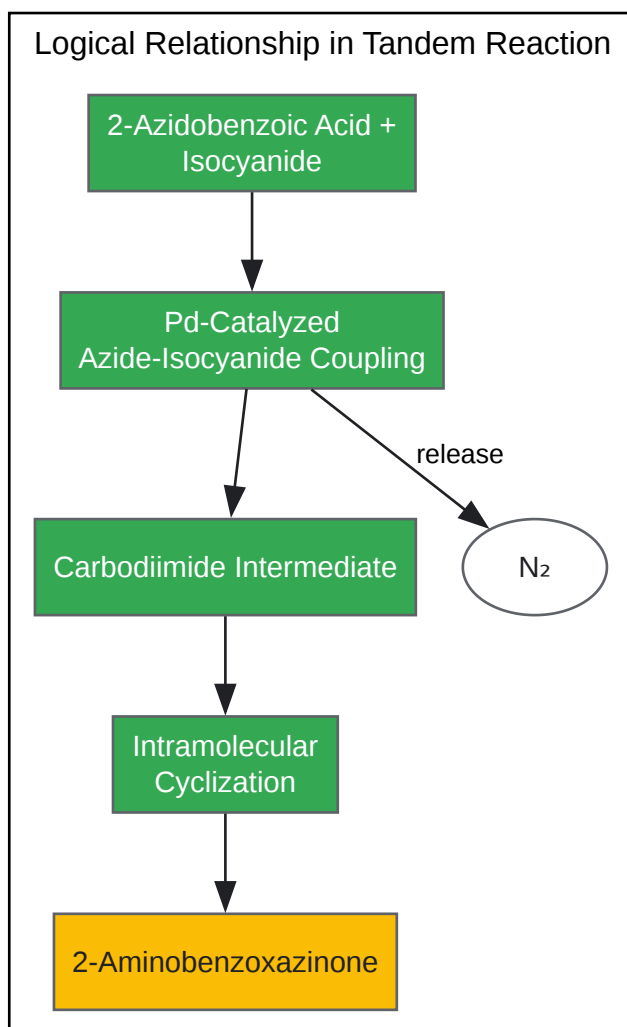 Logical Relationship in Tandem Reaction
2-Azidobenzoic Acid +
Isocyanide
Pd-Catalyzed
Azide-Isocyanide Coupling
release
Carbodiimide Intermediate
N₂
Intramolecular
Cyclization
2-Aminobenzoxazinone